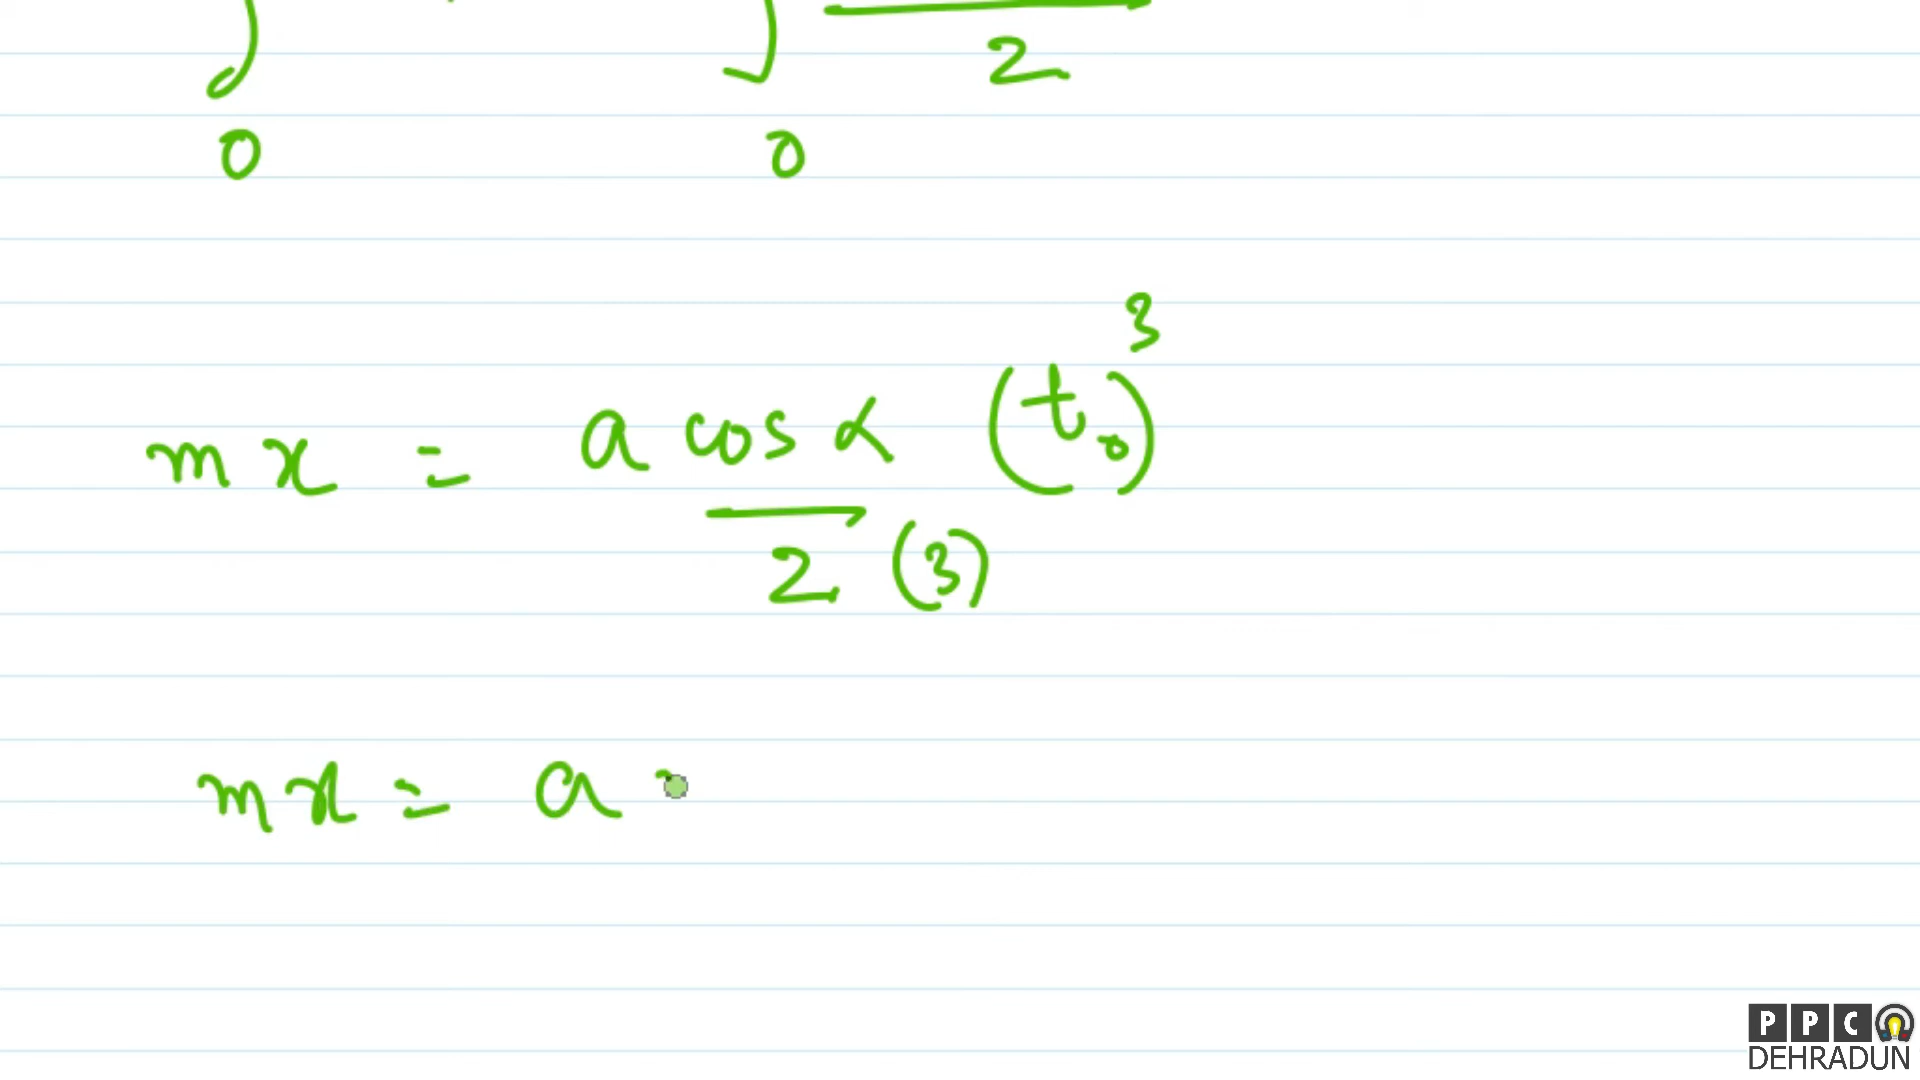 2
0 0
mx = a cos α (t₀)³
2 (3)
mx = a
PPC
DEHRADUN